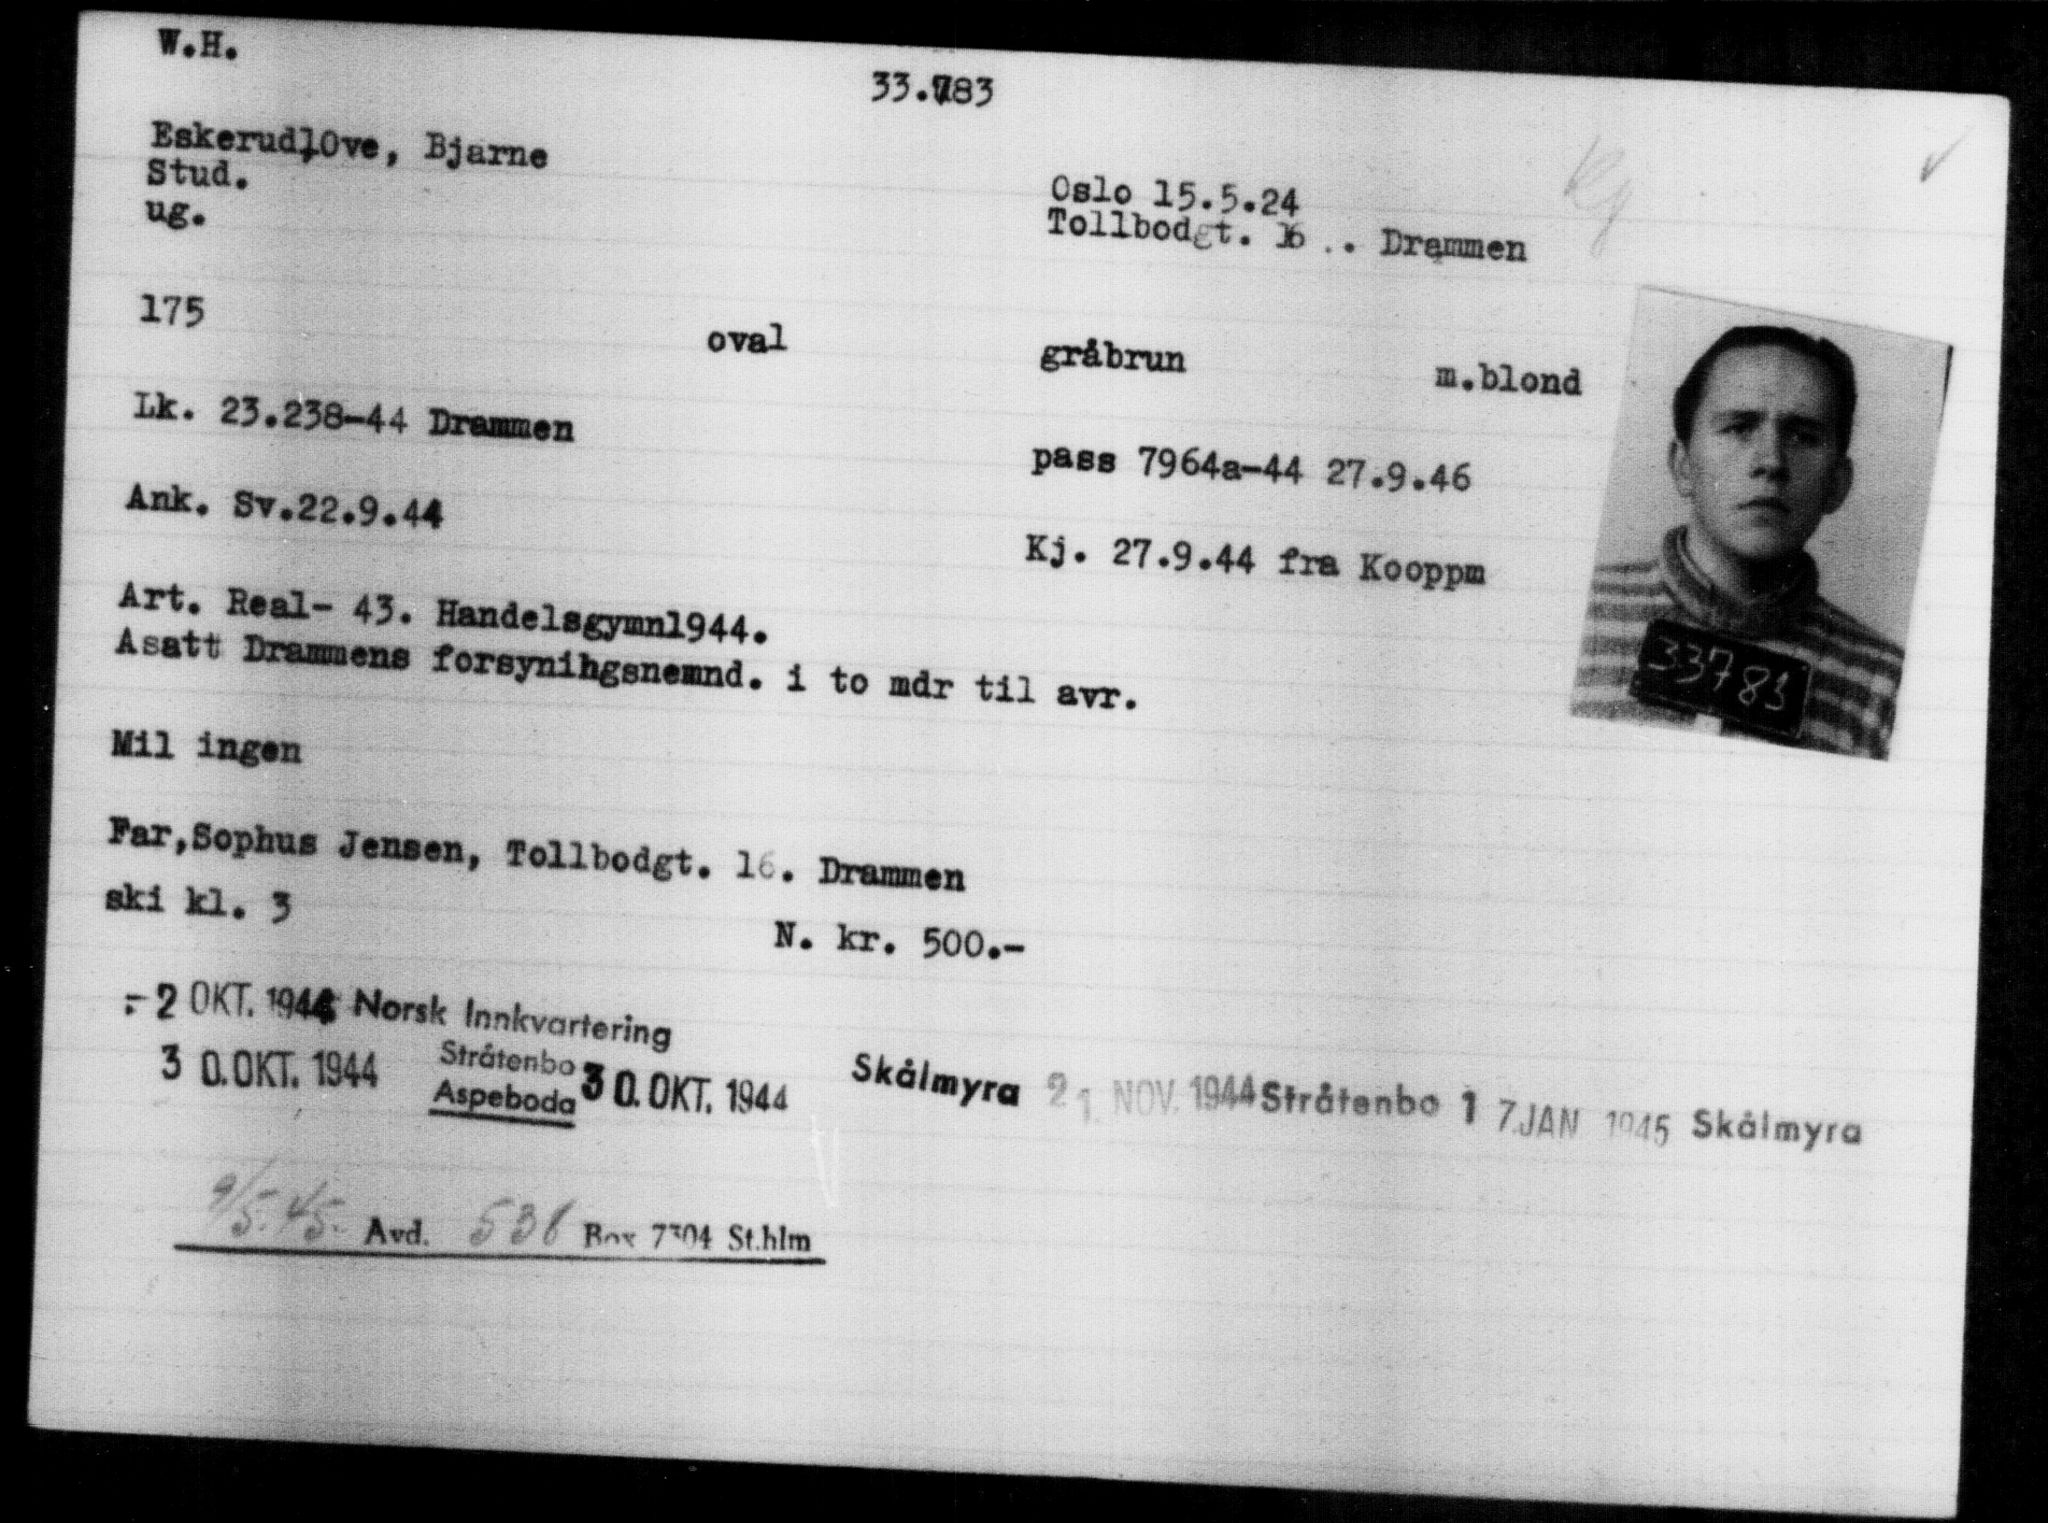 W.H.
33.783
Eskerud,Ove, Bjarne
Stud.
ug.
Oslo 15.5.24
Tollbodgt. 16 .. Drammen
175 oval gråbrun m.blond
Lk. 23.238-44 Drammen
pass 7964a-44 27.9.46
Ank. Sv.22.9.44
Kj. 27.9.44 fra Kooppm
Art. Real- 43. Handelsgymn1944.
Asatt Drammens forsynihgsnemnd. i to mdr til avr.
33783
Mil ingen
Far,Sophus Jensen, Tollbodgt. 16. Drammen
ski kl. 3
N. kr. 500.-
-2 OKT. 1944 Norsk Innkvartering
30.OKT. 1944 Stråtenbo
Aspeboda 30.OKT. 1944 Skålmyra 21. NOV. 1944 Stråtenbo 17.JAN 1945 Skålmyra
9/5.45. Avd. Box 7304 St.hlm